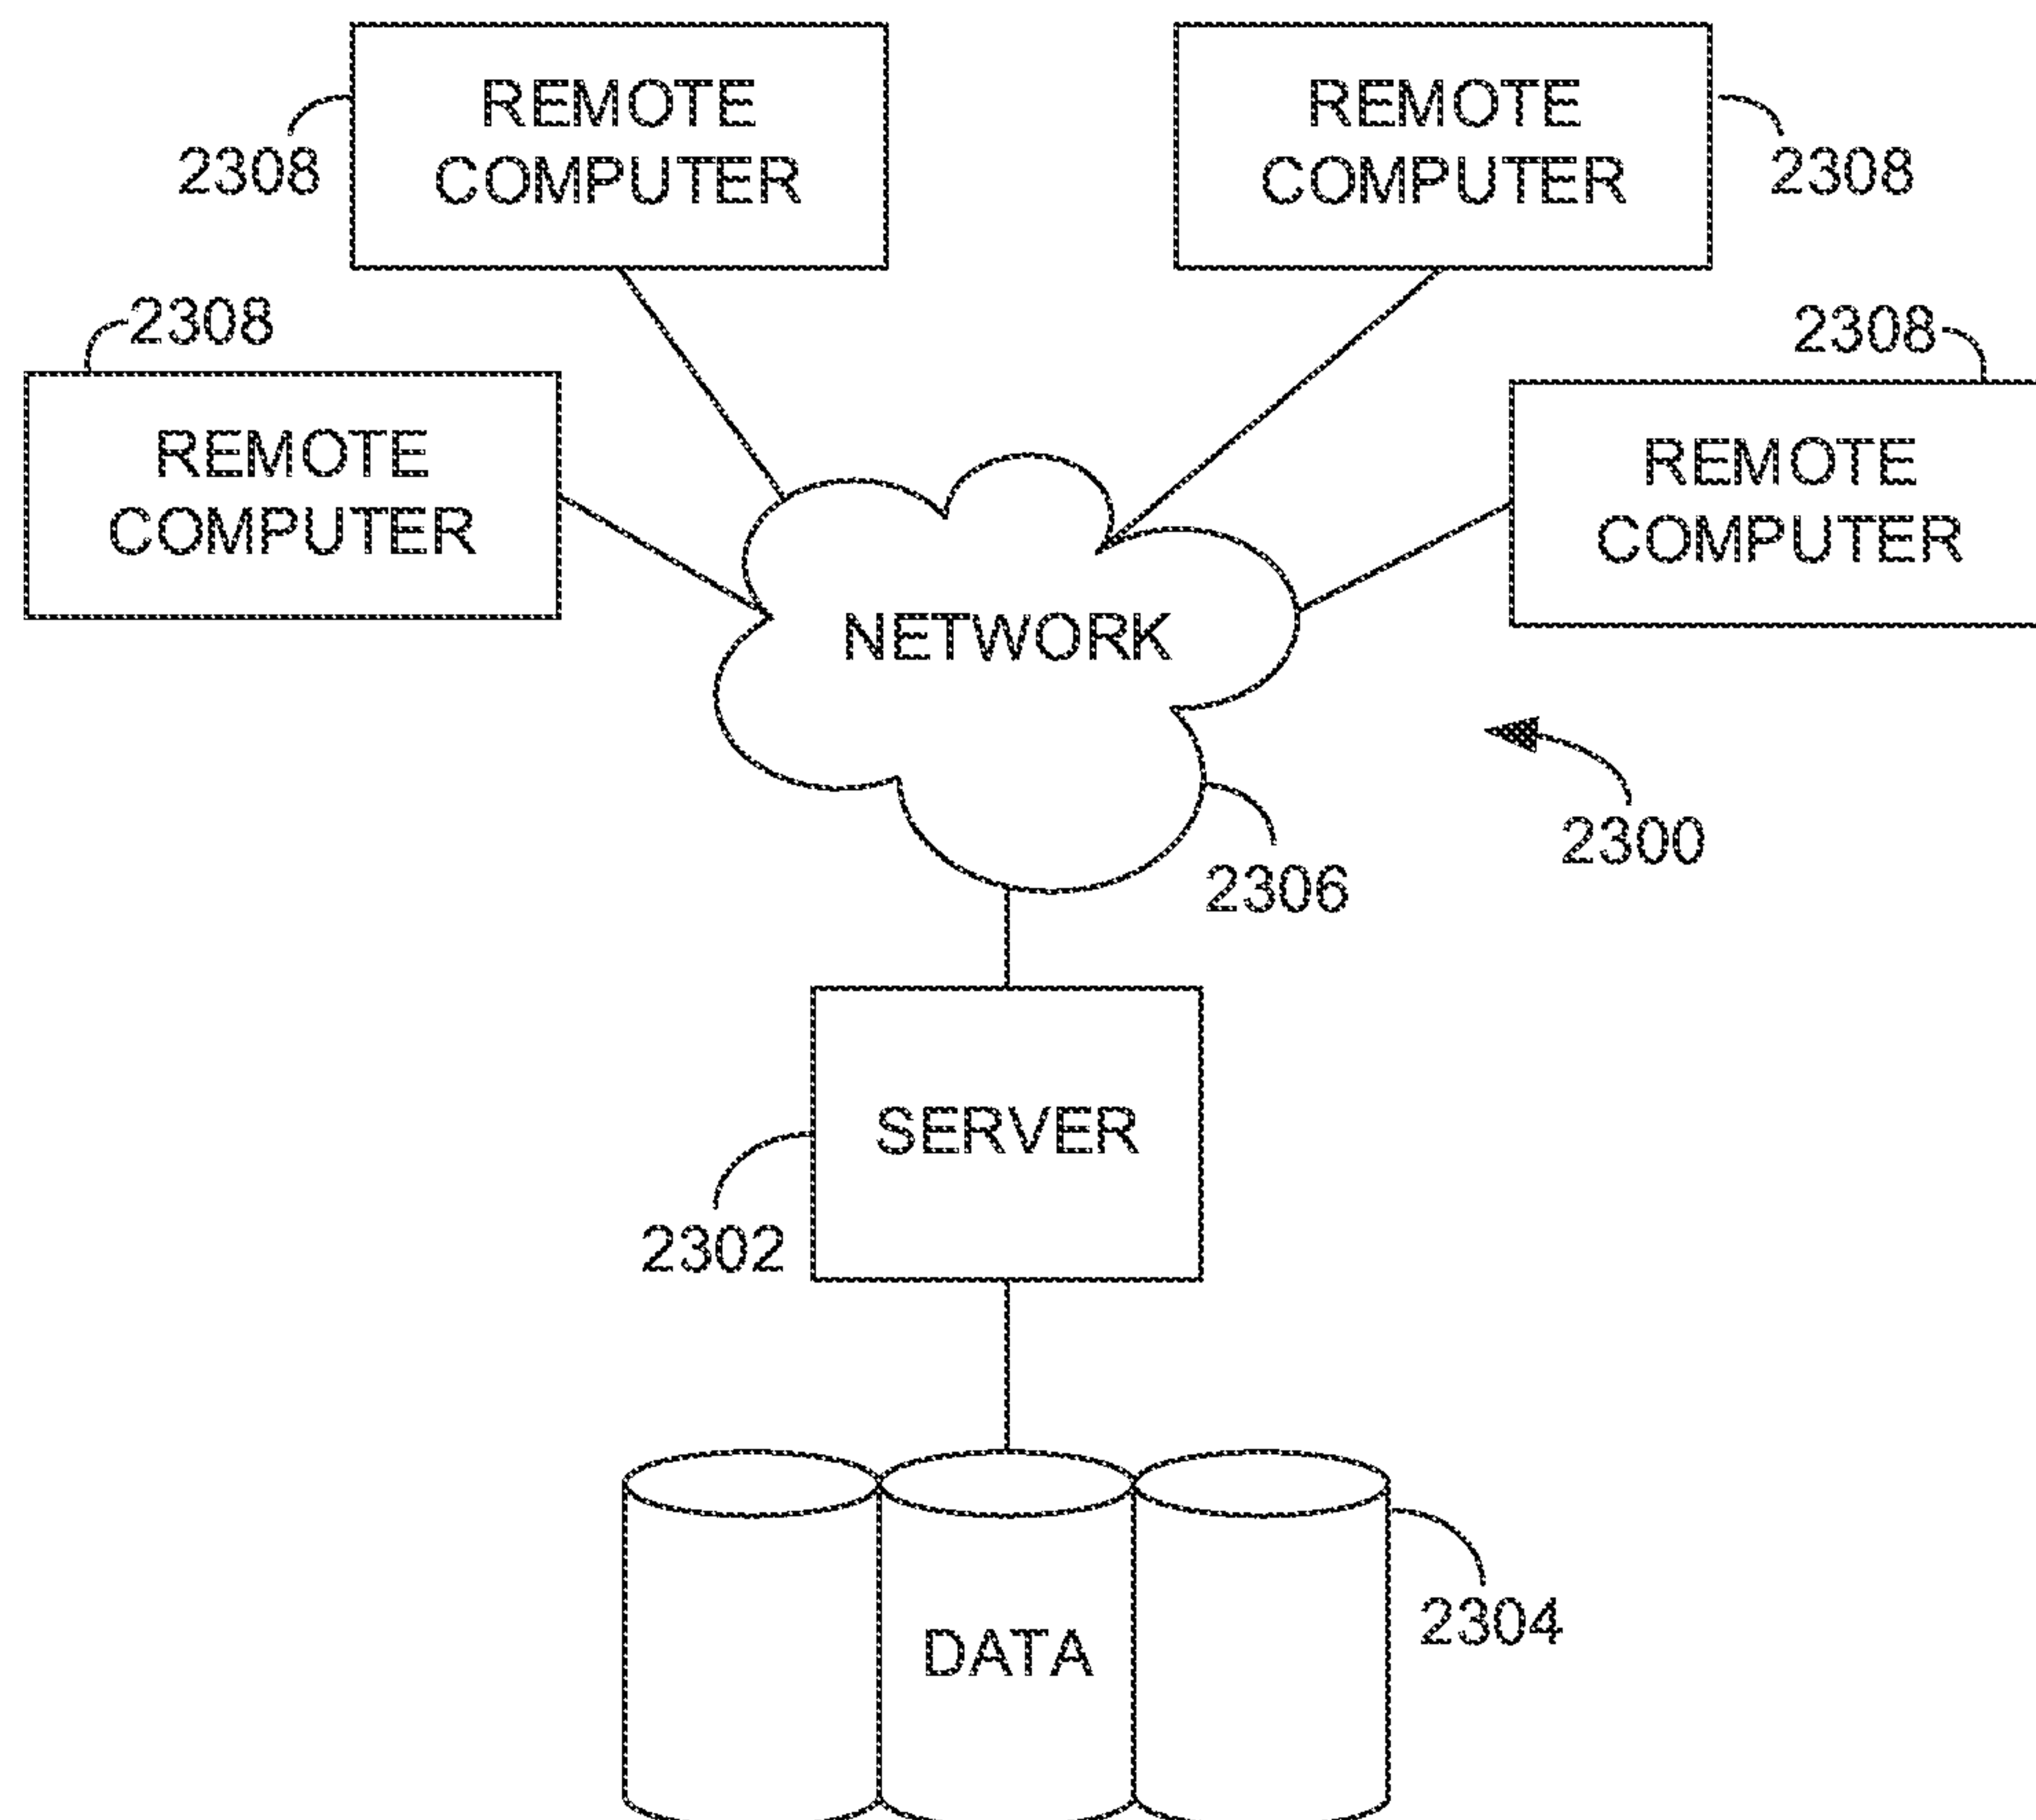 REMOTE
COMPUTER
2308
REMOTE
COMPUTER
2308
2308
REMOTE
COMPUTER
2308
REMOTE
COMPUTER
NETWORK
2300
2306
SERVER
2302
DATA
2304